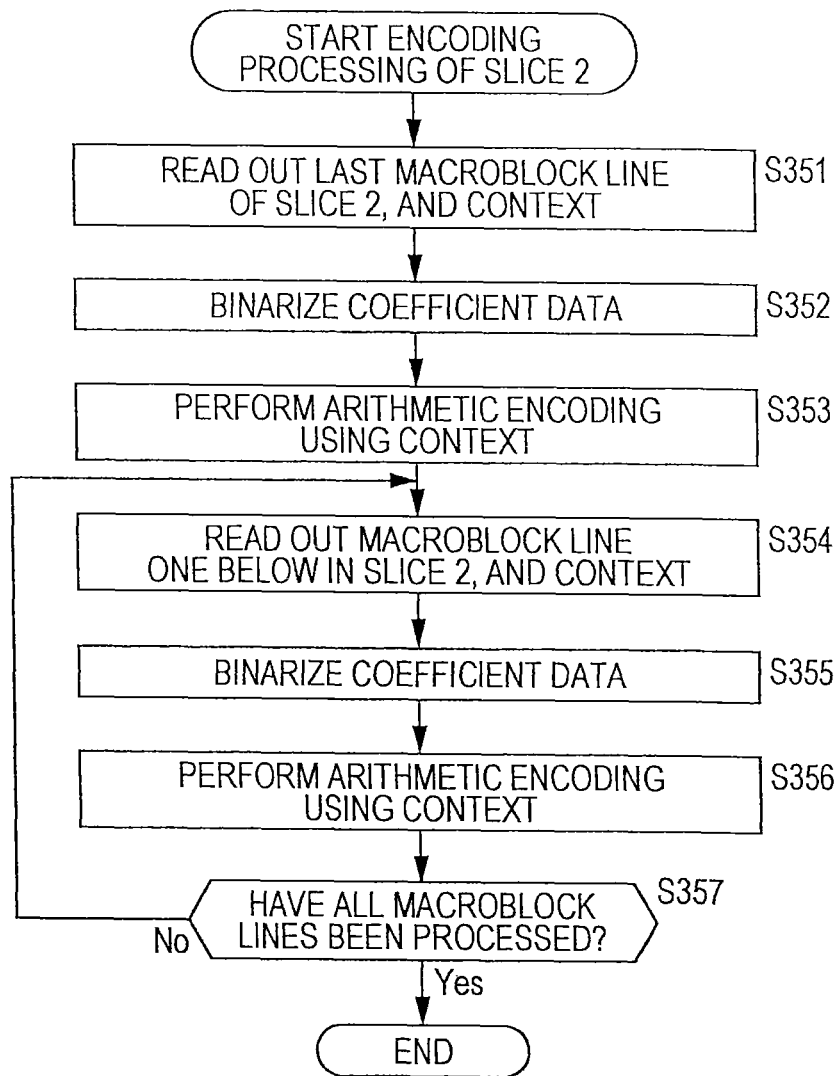 START ENCODING
PROCESSING OF SLICE 2
READ OUT LAST MACROBLOCK LINE
OF SLICE 2, AND CONTEXT
S351
BINARIZE COEFFICIENT DATA
S352
PERFORM ARITHMETIC ENCODING
USING CONTEXT
S353
READ OUT MACROBLOCK LINE
ONE BELOW IN SLICE 2, AND CONTEXT
S354
BINARIZE COEFFICIENT DATA
S355
PERFORM ARITHMETIC ENCODING
USING CONTEXT
S356
HAVE ALL MACROBLOCK
LINES BEEN PROCESSED?
S357
No
Yes
END